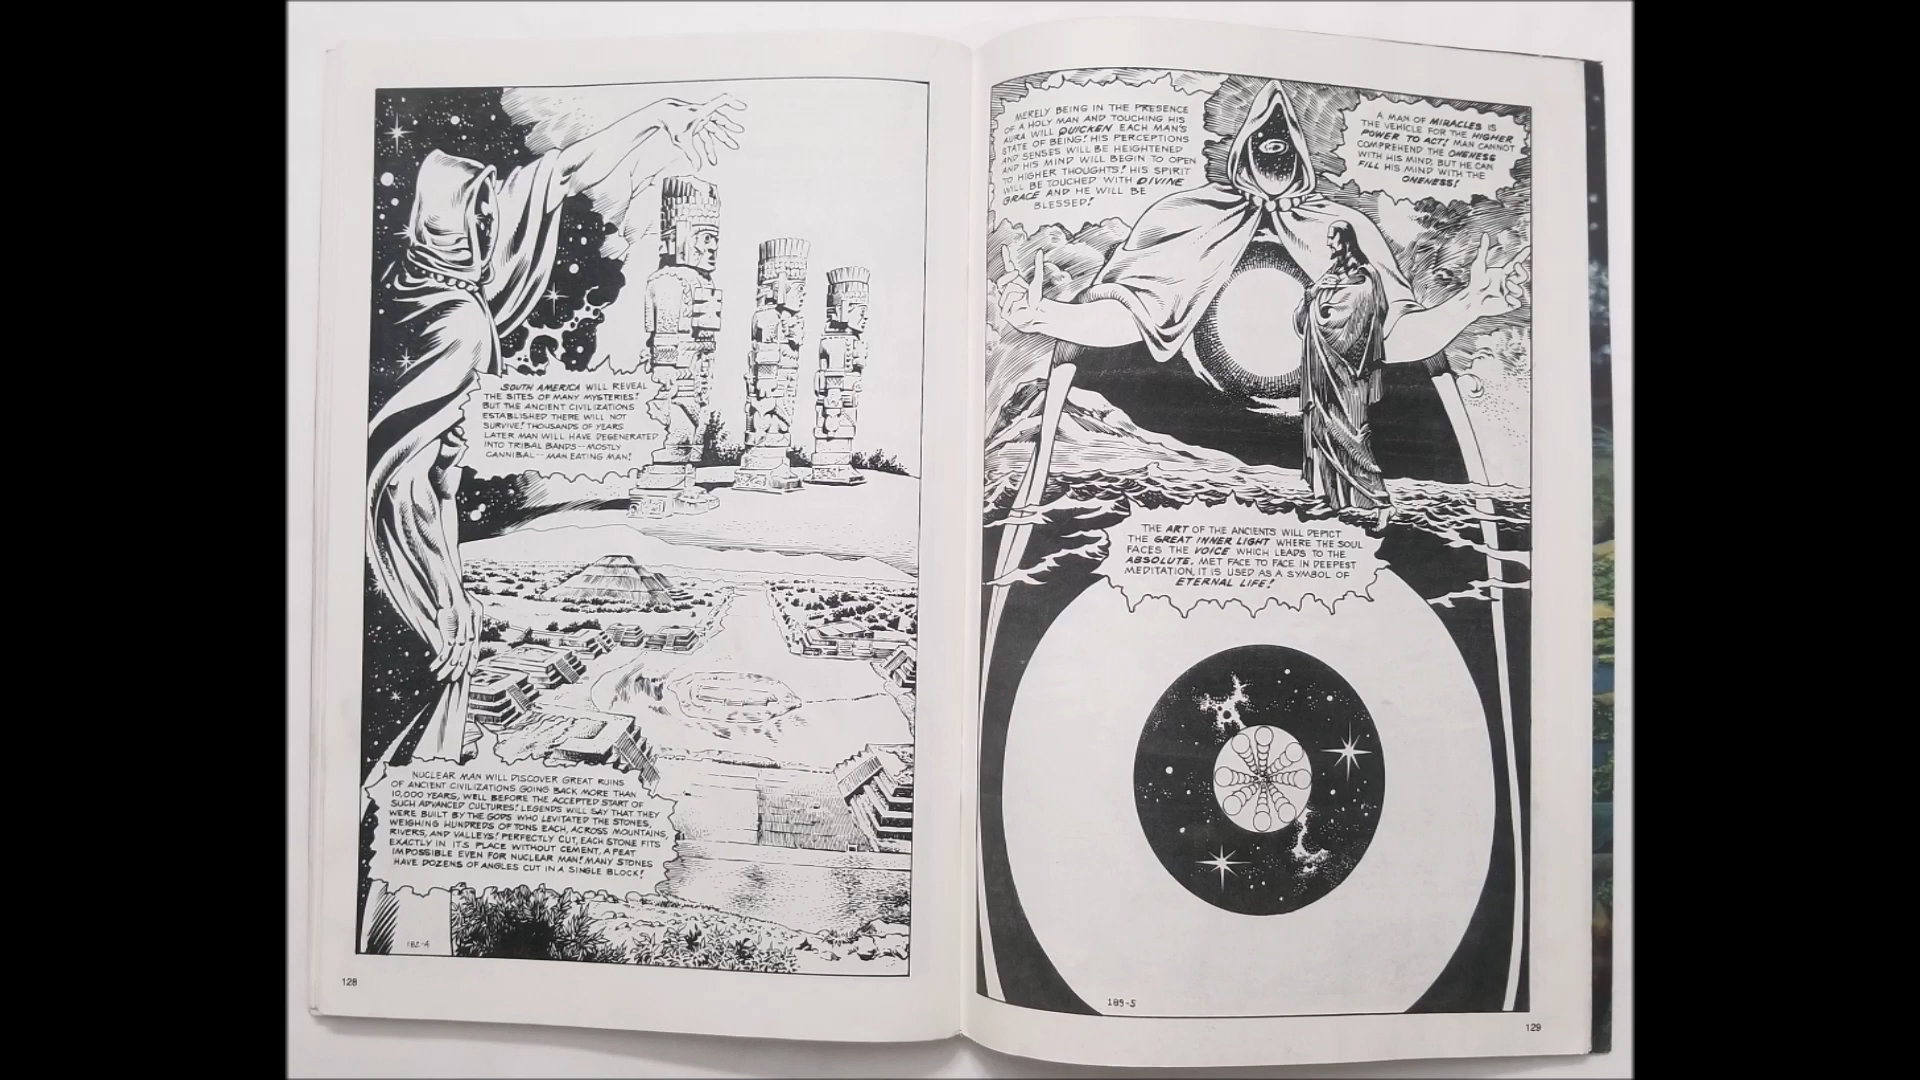 SOUTH AMERICA WILL REVEAL
THE SITES OF MANY MYSTERIES!
BUT THE ANCIENT CIVILIZATIONS
ESTABLISHED THERE WILL NOT
SURVIVE! THOUSANDS OF YEARS
LATER MAN WILL HAVE DEGENERATED
INTO TRIBAL BANDS--MOSTLY
CANNIBAL--MAN EATING MAN!
NUCLEAR MAN WILL DISCOVER GREAT RUINS
OF ANCIENT CIVILIZATIONS GOING BACK MORE THAN
10,000 YEARS, WELL BEFORE THE ACCEPTED START OF
SUCH ADVANCED CULTURES! LEGENDS WILL SAY THAT THEY
WERE BUILT BY THE GODS WHO LEVITATED THE STONES,
WEIGHING HUNDREDS OF TONS EACH, ACROSS MOUNTAINS,
RIVERS, AND VALLEYS! PERFECTLY CUT, EACH STONE FITS
EXACTLY IN ITS PLACE WITHOUT CEMENT, A FEAT
IMPOSSIBLE EVEN FOR NUCLEAR MAN! MANY STONES
HAVE DOZENS OF ANGLES CUT IN A SINGLE BLOCK!
182-4
128
MERELY BEING IN THE PRESENCE
OF A HOLY MAN AND TOUCHING HIS
AURA WILL QUICKEN EACH MAN'S
STATE OF BEING! HIS PERCEPTIONS
AND SENSES WILL BE HEIGHTENED
AND HIS MIND WILL BEGIN TO OPEN
TO HIGHER THOUGHTS! HIS SPIRIT
WILL BE TOUCHED WITH DIVINE
GRACE AND HE WILL BE
BLESSED!
A MAN OF MIRACLES IS
THE VEHICLE FOR THE HIGHER
POWER TO ACT! MAN CANNOT
COMPREHEND THE ONENESS
WITH HIS MIND, BUT HE CAN
FILL HIS MIND WITH THE
ONENESS!
THE ART OF THE ANCIENTS WILL DEPICT
THE GREAT INNER LIGHT WHERE THE SOUL
FACES THE VOICE WHICH LEADS TO THE
ABSOLUTE. MET FACE TO FACE IN DEEPEST
MEDITATION, IT IS USED AS A SYMBOL OF
ETERNAL LIFE!
189-5
129